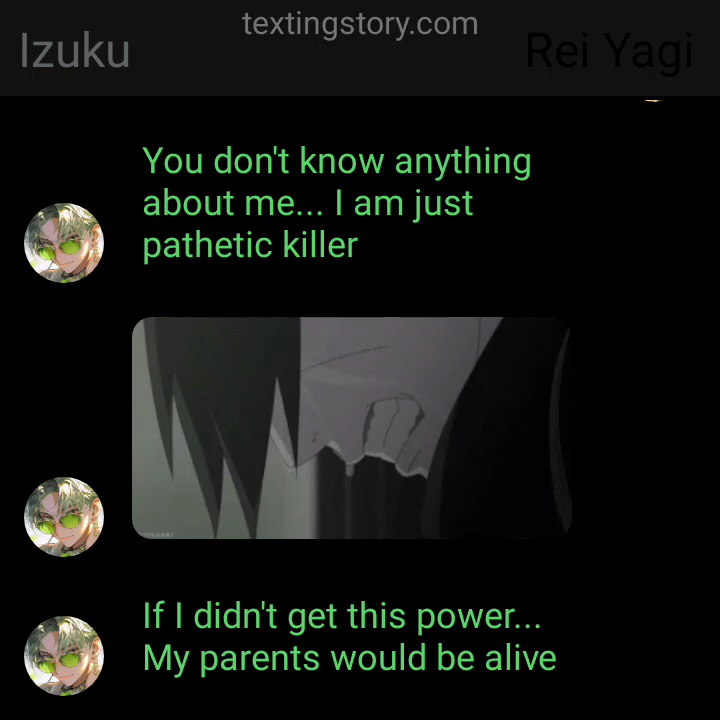 textingstory.com
Izuku
Rei Yagi
You don't know anything
about me... I am just
pathetic killer
If I didn't get this power...
My parents would be alive